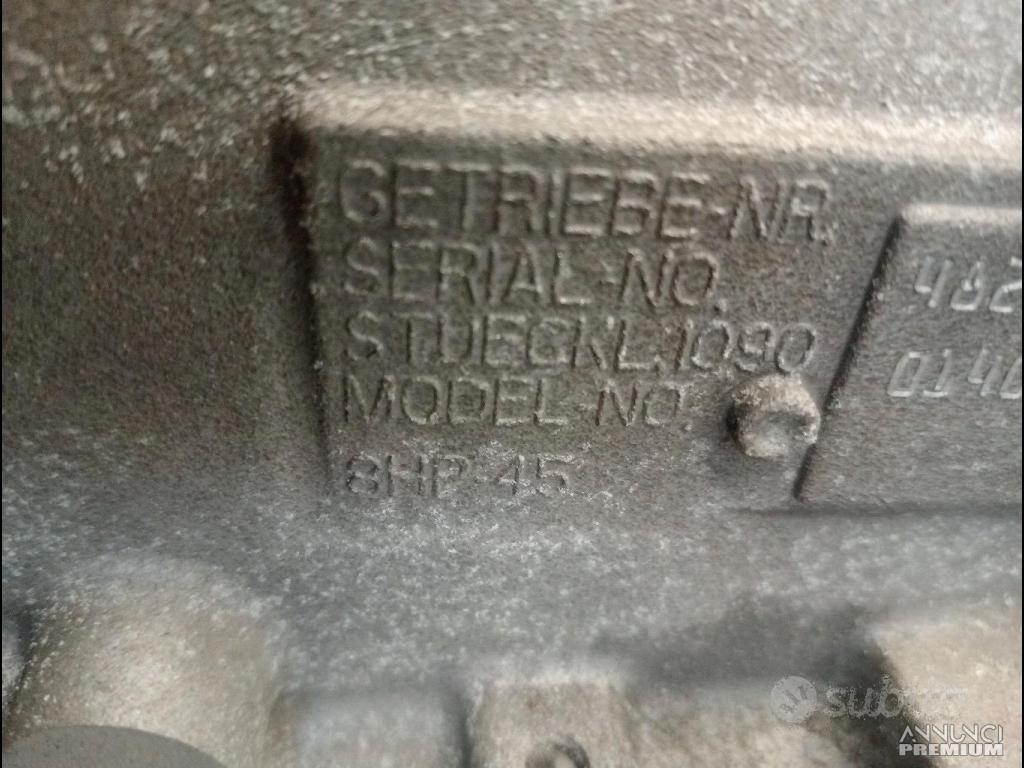 GETRIEBE-NR.
SERIAL-NO.
STUECKL.1090
MODEL-NO.
8HP-45
subito
ANNUNCI
PREMIUM